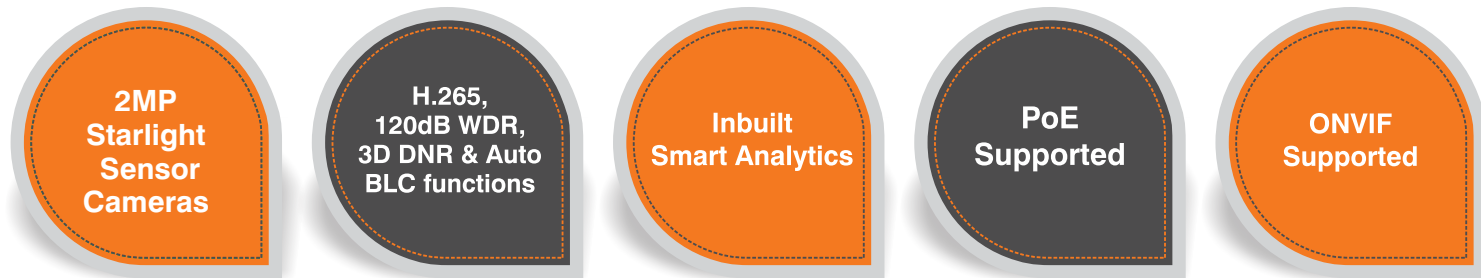 2MP
Starlight
Sensor
Cameras
H.265,
120dB WDR,
3D DNR & Auto
BLC functions
Inbuilt
Smart Analytics
PoE
Supported
ONVIF
Supported